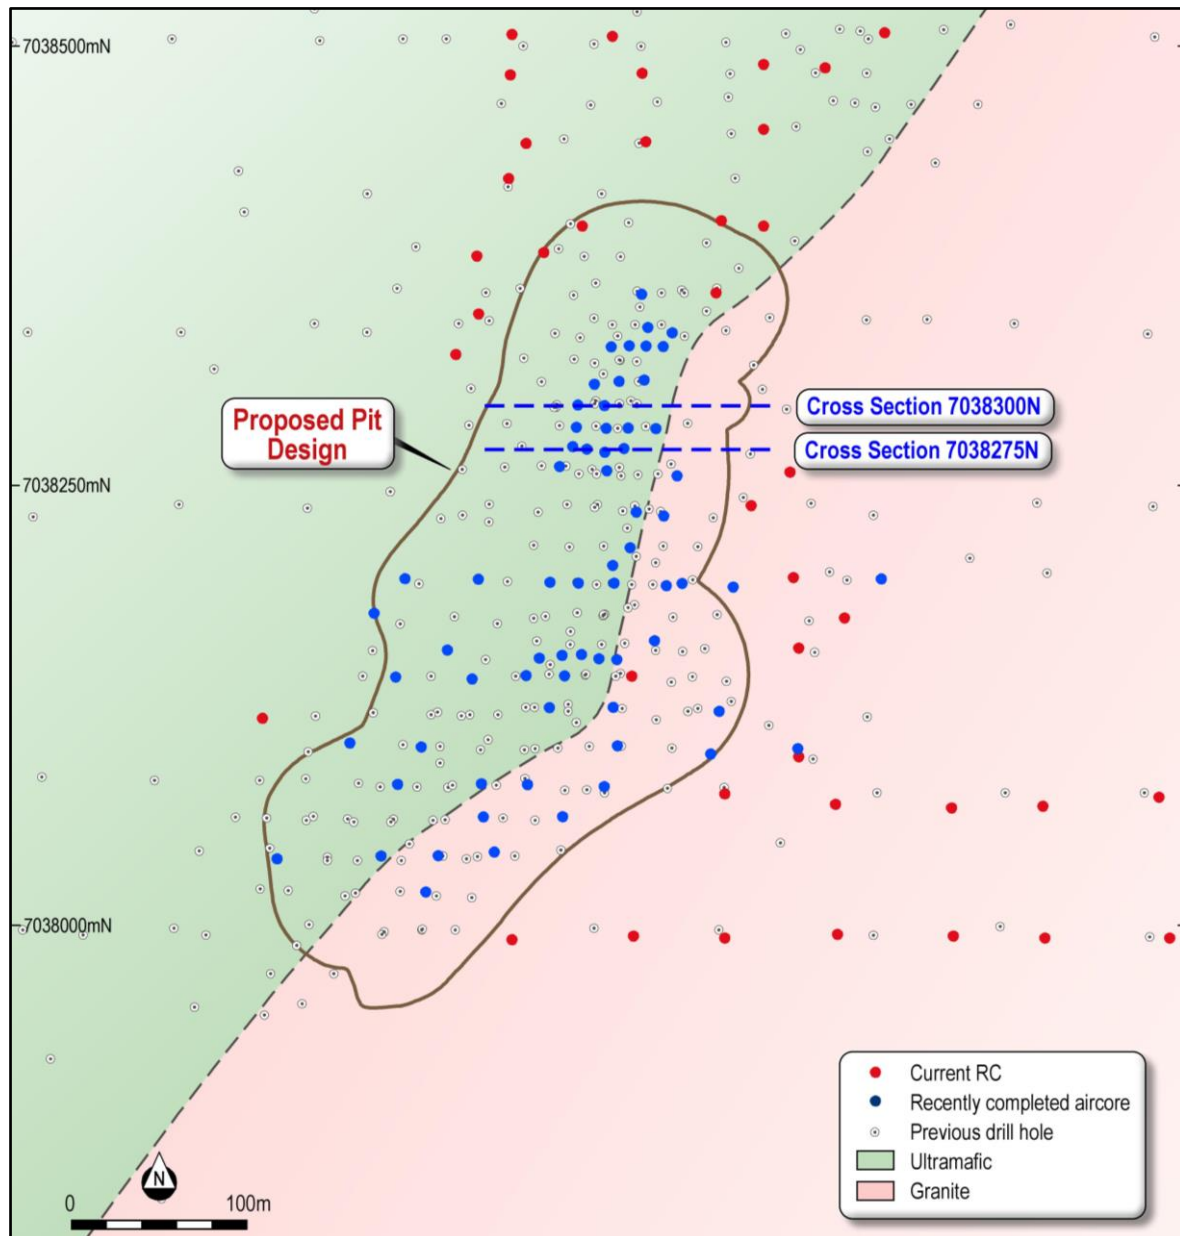 7038500mN
Proposed Pit
Design
Cross Section 7038300N
Cross Section 7038275N
7038250mN
7038000mN
Current RC
Recently completed aircore
Previous drill hole
Ultramafic
Granite
N
0 100m